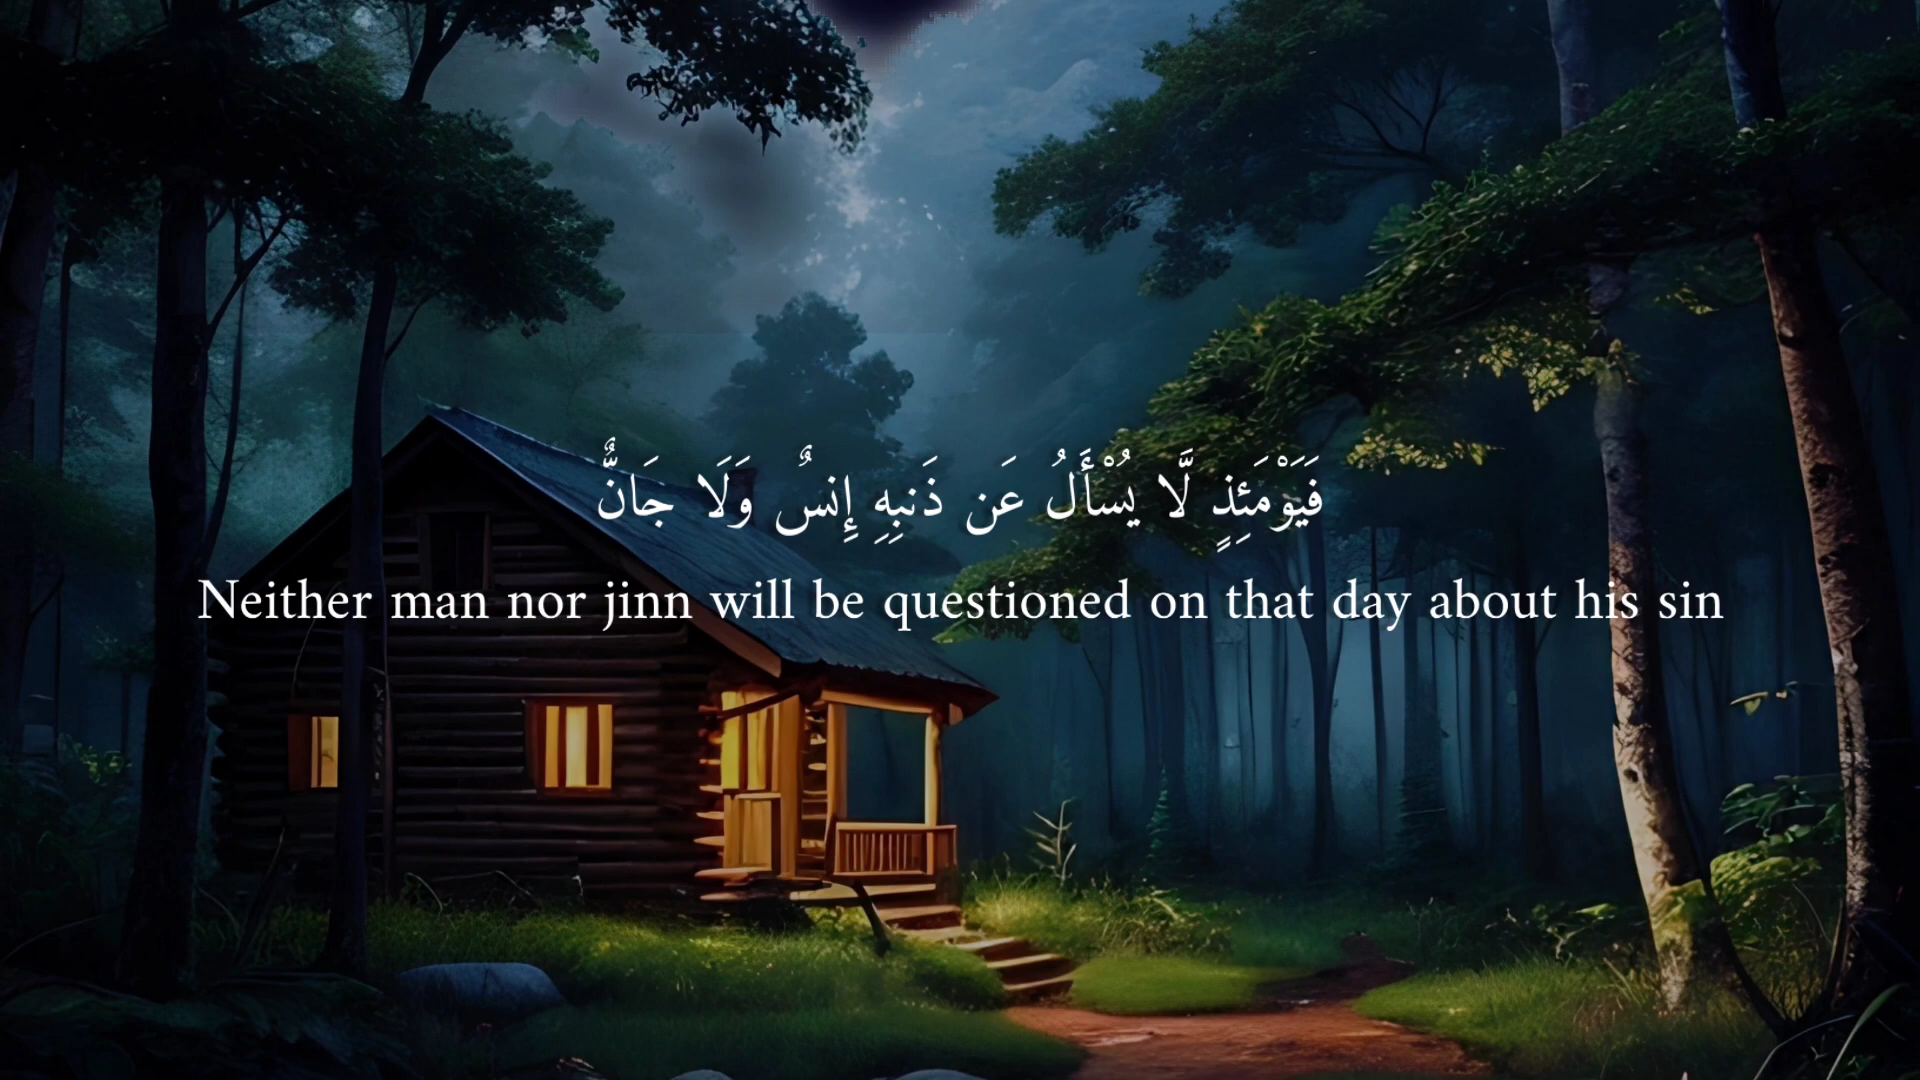 فَيَوْمَئِذٍ لَّا يُسْأَلُ عَن ذَنبِهِ إِنسٌ وَلَا جَانٌّ
Neither man nor jinn will be questioned on that day about his sin